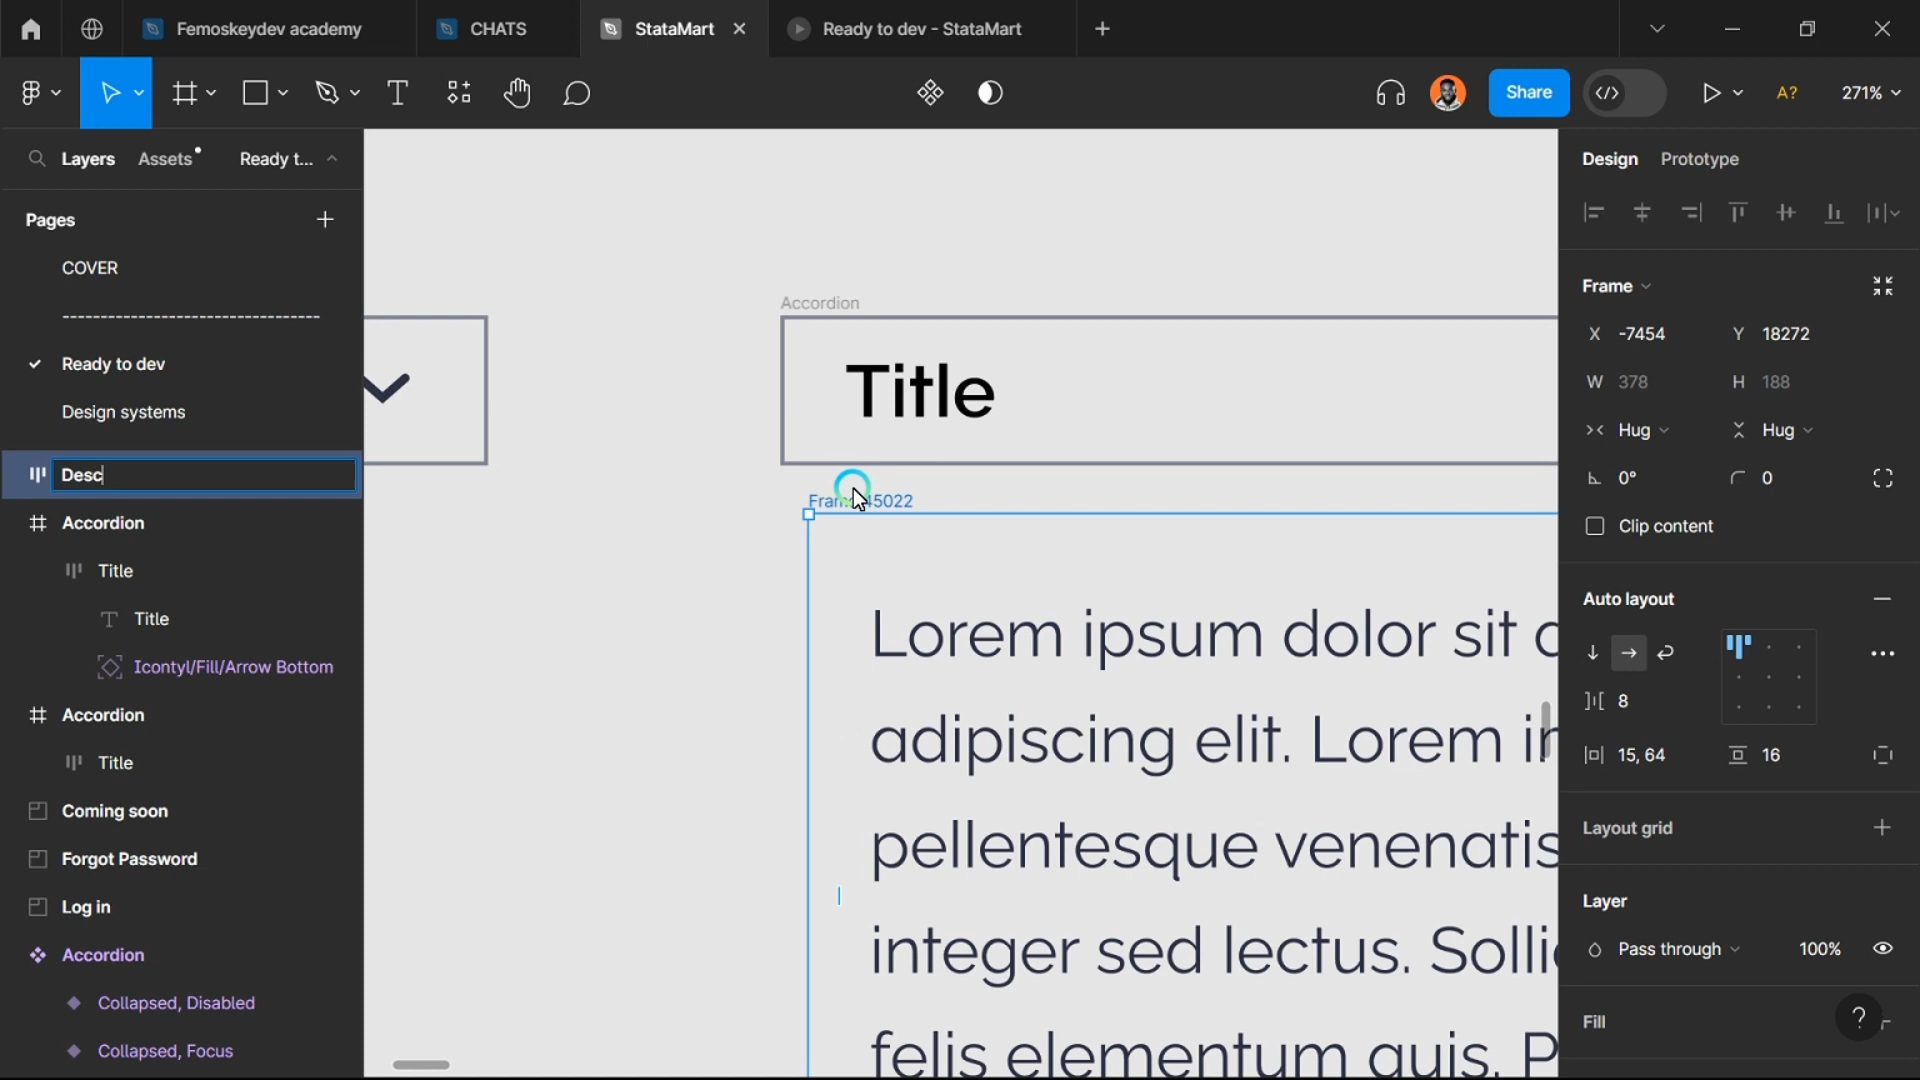 Femoskeydev academy
CHATS
StataMart
Ready to dev - StataMart
Share
A?
271%
Layers
Assets
Ready t...
Design
Prototype
Pages
COVER
----------------------------------
Ready to dev
Design systems
Desc
Accordion
Title
Title
Icontyl/Fill/Arrow Bottom
Accordion
Title
Coming soon
Forgot Password
Log in
Accordion
Collapsed, Disabled
Collapsed, Focus
Accordion
Title
Lorem ipsum dolor sit
adipiscing elit. Lorem
pellentesque venenatis
integer sed lectus.
felis elementum quis. P
Frame
X -7454
Y 18272
W 378
H 188
Hug
Hug
0°
0
Clip content
Auto layout
8
15, 64
16
Layout grid
Layer
Pass through
100%
Fill
?